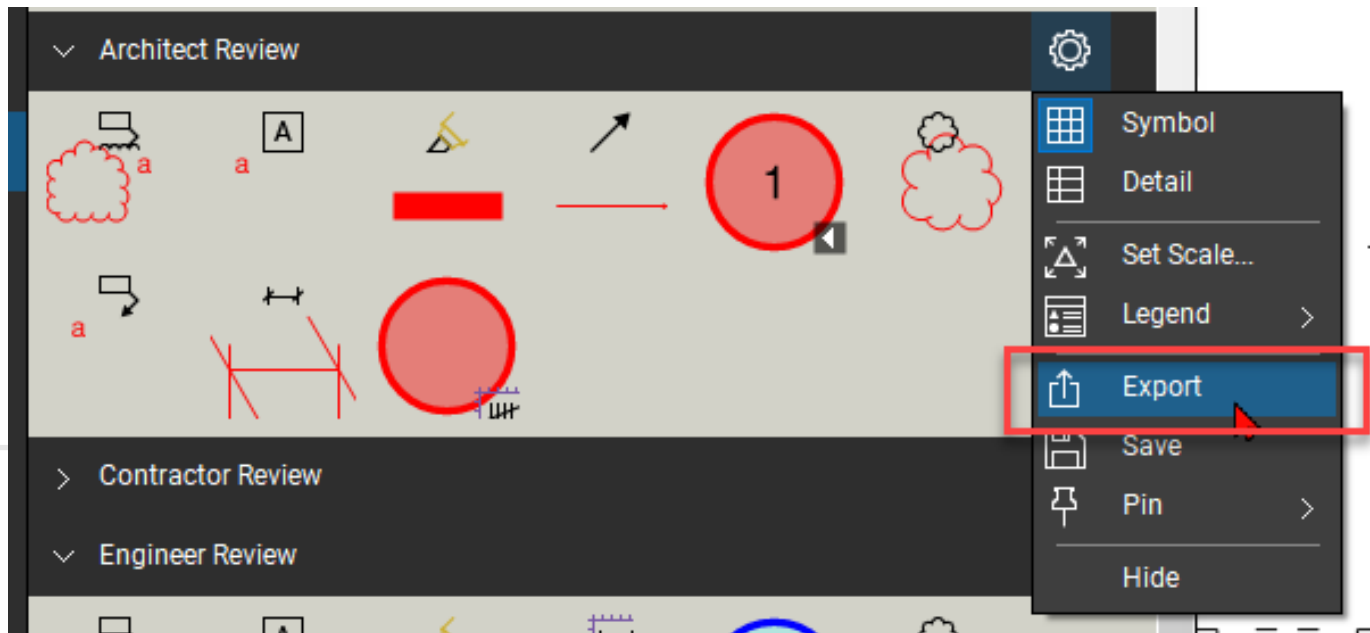 Architect Review
a
A
a
1
a
Symbol
Detail
Set Scale...
Legend
Export
Save
Pin
Hide
Contractor Review
Engineer Review
A